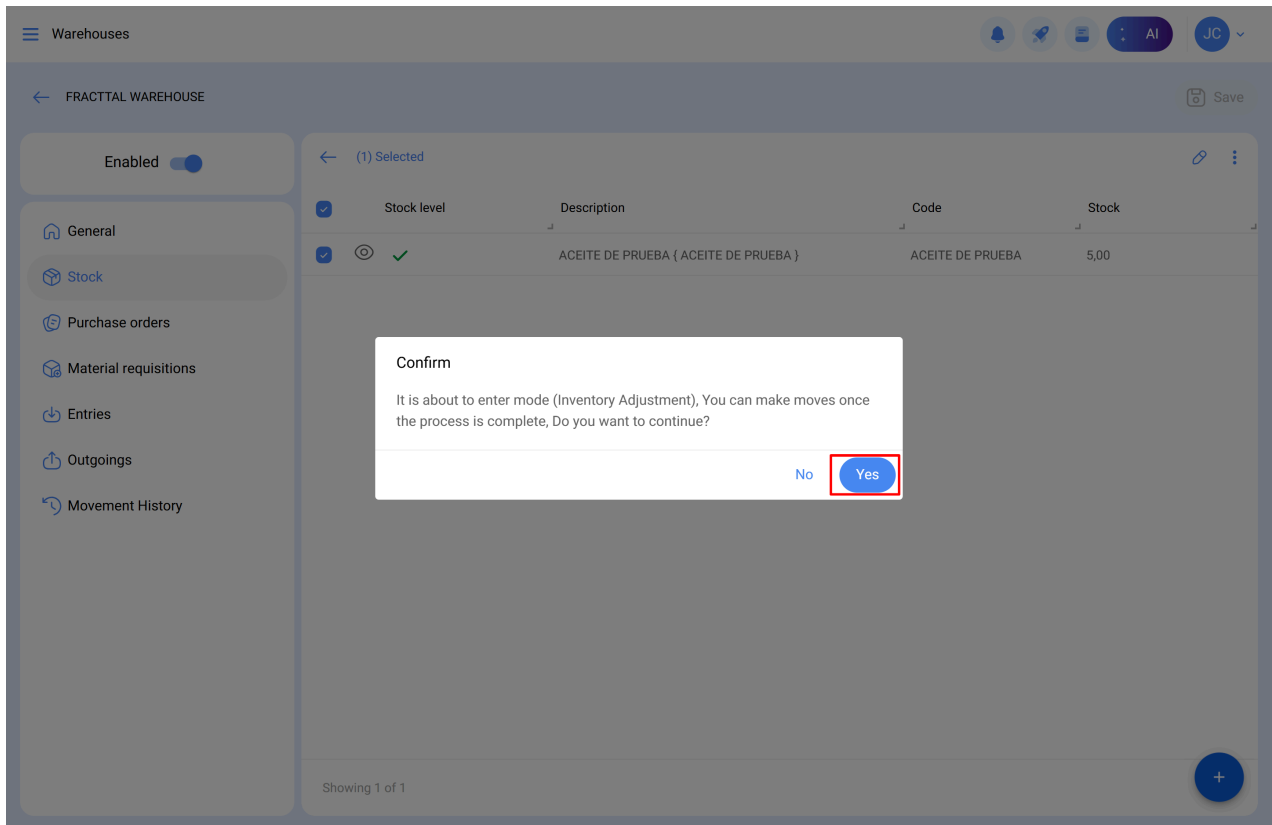 Warehouses
AI
JC
FRACTTAL WAREHOUSE
Save
Enabled
General
Stock
Purchase orders
Material requisitions
Entries
Outgoings
Movement History
(1) Selected
Stock level Description Code Stock
ACEITE DE PRUEBA { ACEITE DE PRUEBA } ACEITE DE PRUEBA 5,00
Confirm
It is about to enter mode (Inventory Adjustment), You can make moves once
the process is complete, Do you want to continue?
No Yes
Showing 1 of 1